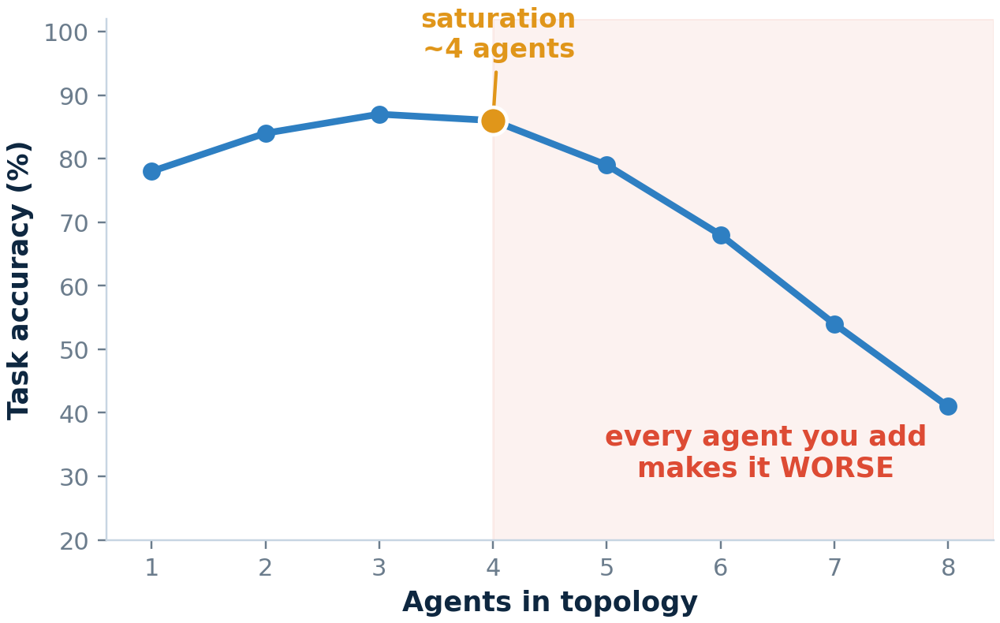 saturation
~4 agents
100
90
80
70
60
50
40
30
20
Task accuracy (%)
every agent you add
makes it WORSE
1 2 3 4 5 6 7 8
Agents in topology